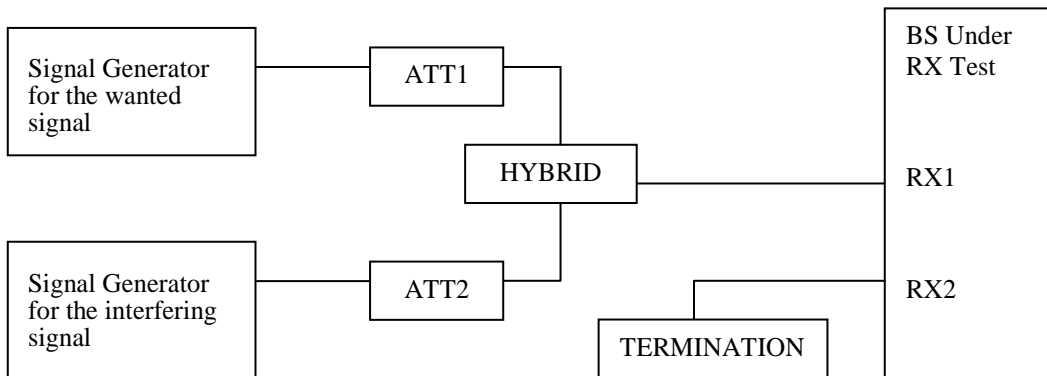 BS Under
RX Test
Signal Generator
for the wanted
signal
ATT1
HYBRID
RX1
Signal Generator
for the interfering
signal
ATT2
RX2
TERMINATION